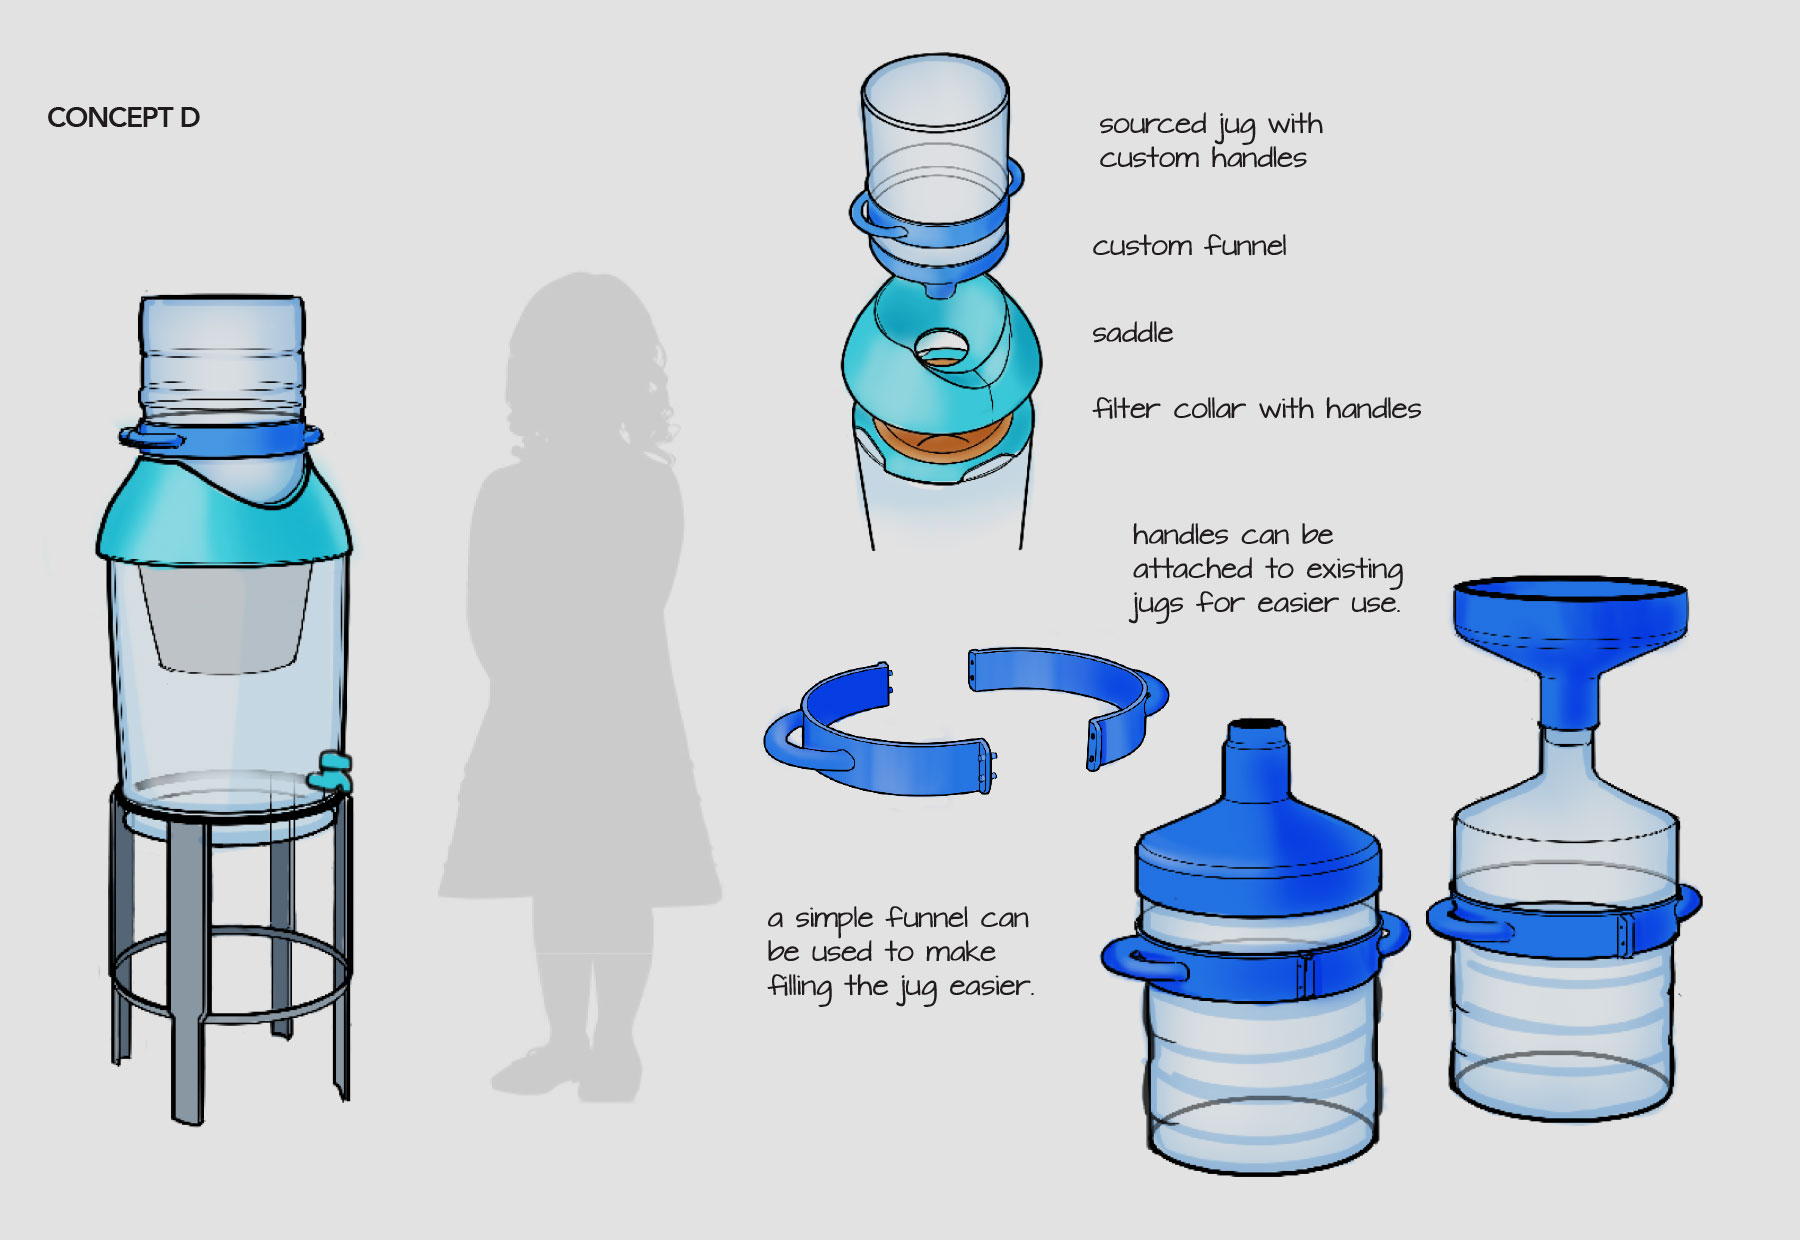 CONCEPT D
sourced jug with
custom handles
custom funnel
saddle
filter collar with handles
handles can be
attached to existing
jugs for easier use.
a simple funnel can
be used to make
filling the jug easier.